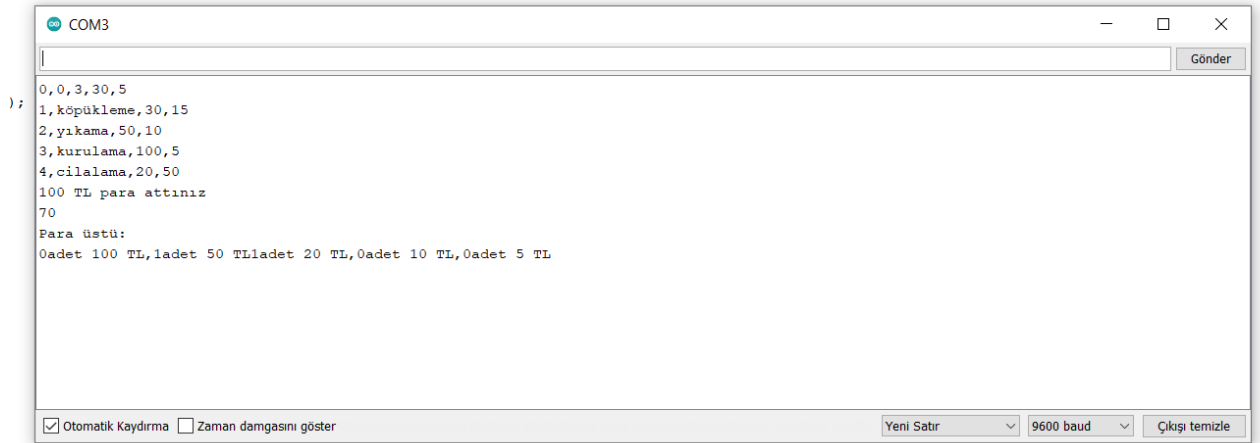 COM3
Gönder
);
0,0,3,30,5
1,köpükleme,30,15
2,yıkama,50,10
3,kurulama,100,5
4,cilalama,20,50
100 TL para attınız
70
Para üstü:
0adet 100 TL,1adet 50 TL1adet 20 TL,0adet 10 TL,0adet 5 TL
Otomatik Kaydırma Zaman damgasını göster Yeni Satır 9600 baud Çıkışı temizle